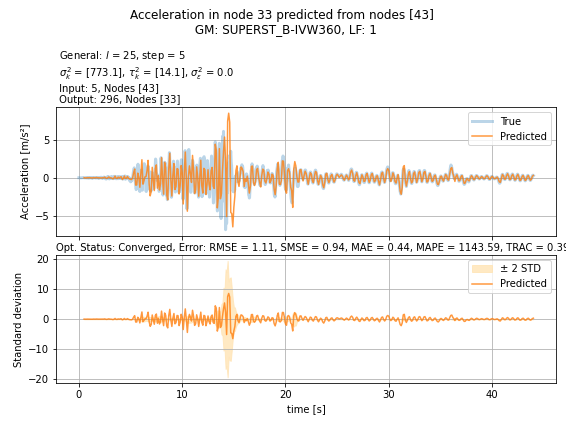 Acceleration in node 33 predicted from nodes [43]
GM: SUPERST_B-IVW360, LF: 1
General: l = 25, step = 5
σ²ₖ = [773.1], τ²ₖ = [14.1], σ²ₑ = 0.0
Input: 5, Nodes [43]
Output: 296, Nodes [33]
True
Predicted
Acceleration [m/s²]
5
0
−5
Opt. Status: Converged, Error: RMSE = 1.11, SMSE = 0.94, MAE = 0.44, MAPE = 1143.59, TRAC = 0.39
± 2 STD
Predicted
Standard deviation
20
10
0
−10
−20
0 10 20 30 40
time [s]